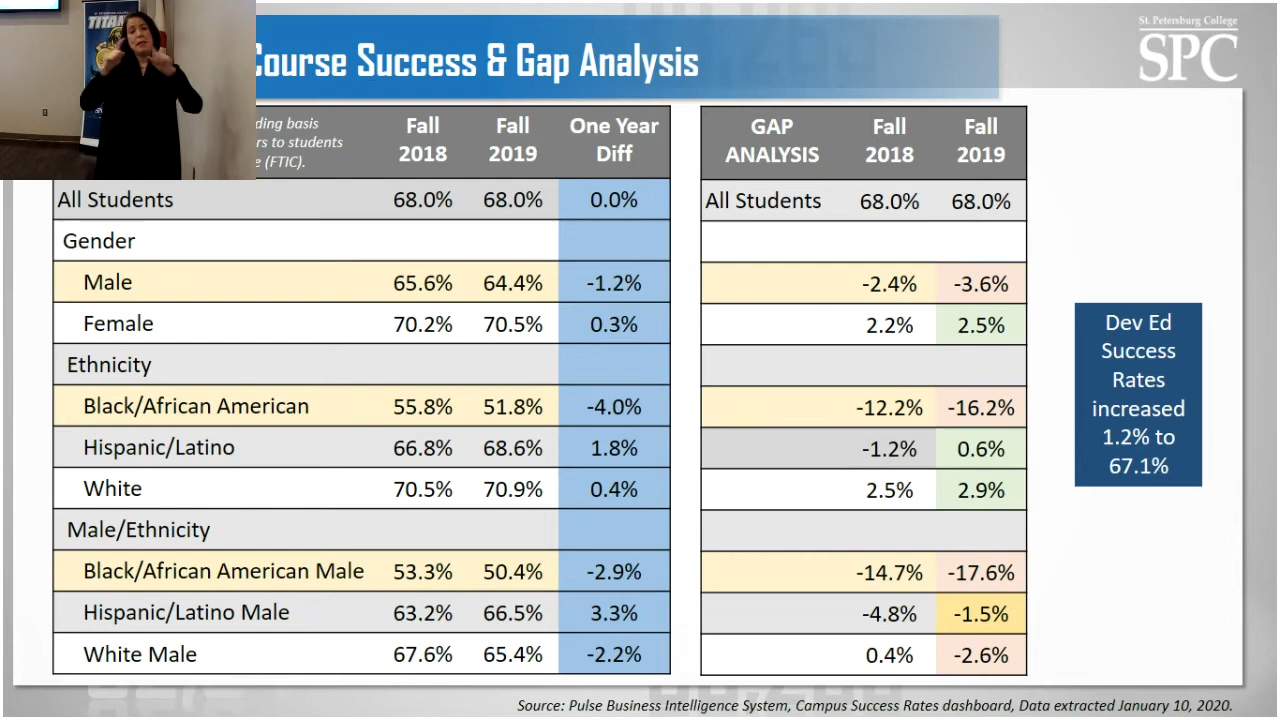 TITANS
St. Petersburg College
SPC
Course Success & Gap Analysis
ding basis
rs to students
e (FTIC).
Fall 2018 Fall 2019 One Year Diff
All Students 68.0% 68.0% 0.0%
Gender
Male 65.6% 64.4% -1.2%
Female 70.2% 70.5% 0.3%
Ethnicity
Black/African American 55.8% 51.8% -4.0%
Hispanic/Latino 66.8% 68.6% 1.8%
White 70.5% 70.9% 0.4%
Male/Ethnicity
Black/African American Male 53.3% 50.4% -2.9%
Hispanic/Latino Male 63.2% 66.5% 3.3%
White Male 67.6% 65.4% -2.2%
GAP ANALYSIS Fall 2018 Fall 2019
All Students 68.0% 68.0%
-2.4% -3.6%
2.2% 2.5%
-12.2% -16.2%
-1.2% 0.6%
2.5% 2.9%
-14.7% -17.6%
-4.8% -1.5%
0.4% -2.6%
Dev Ed
Success
Rates
increased
1.2% to
67.1%
Source: Pulse Business Intelligence System, Campus Success Rates dashboard, Data extracted January 10, 2020.